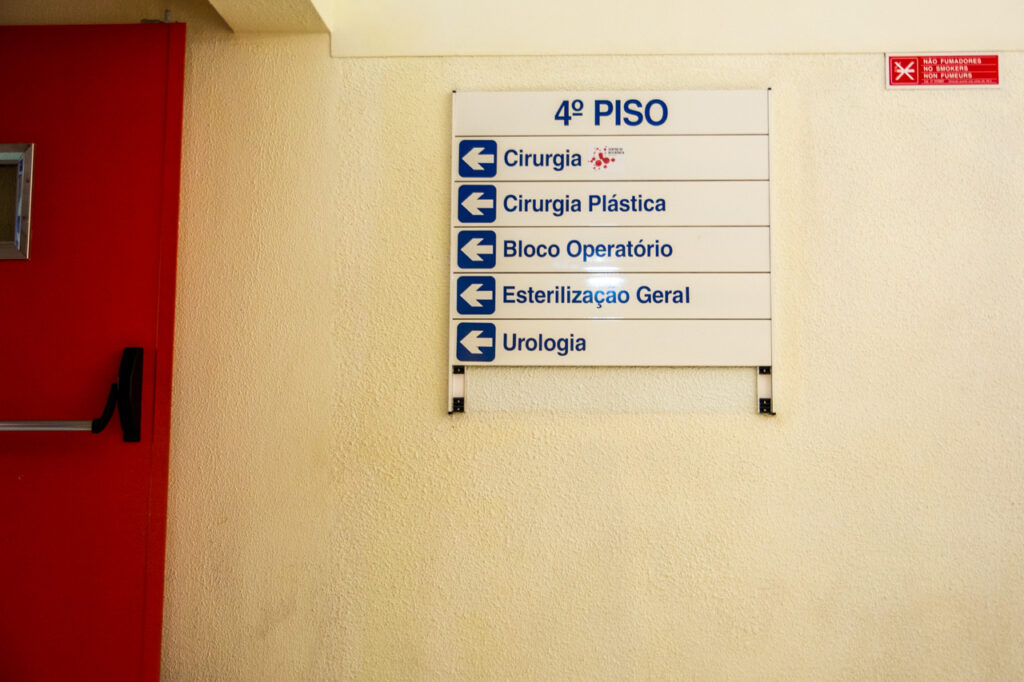 4º PISO
Cirurgia
Cirurgia Plástica
Bloco Operatório
Esterilização Geral
Urologia
NÃO FUMADORES
NO SMOKERS
NON FUMEURS